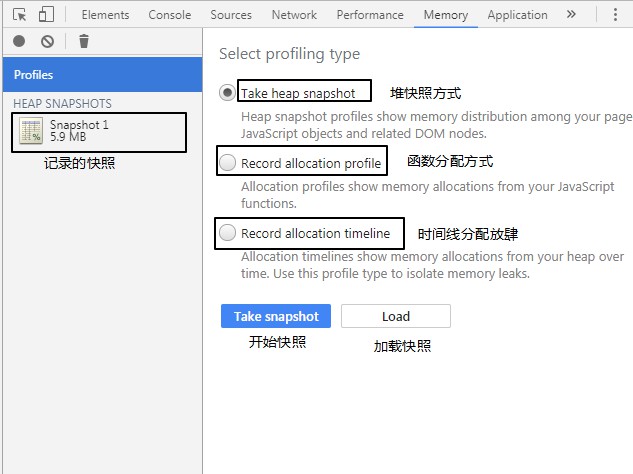 Elements Console Sources Network Performance Memory Application »
Profiles
HEAP SNAPSHOTS
Snapshot 1
5.9 MB
记录的快照
Select profiling type
Take heap snapshot 堆快照方式
Heap snapshot profiles show memory distribution among your page
JavaScript objects and related DOM nodes.
Record allocation profile 函数分配方式
Allocation profiles show memory allocations from your JavaScript
functions.
Record allocation timeline 时间线分配放肆
Allocation timelines show memory allocations from your heap over
time. Use this profile type to isolate memory leaks.
Take snapshot Load
开始快照 加载快照